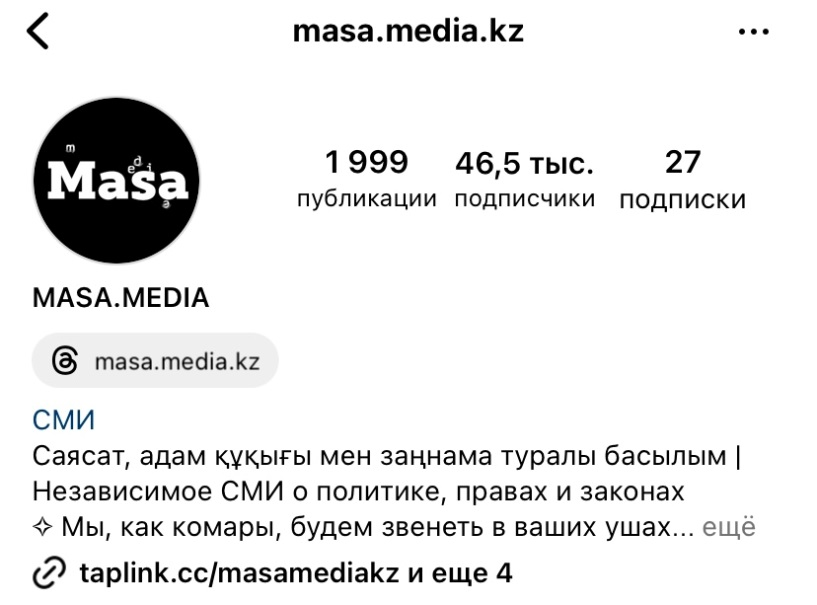 masa.media.kz
m
e d i
Masa
a
1 999 46,5 тыс. 27
публикации подписчики подписки
MASA.MEDIA
masa.media.kz
СМИ
Саясат, адам құқығы мен заңнама туралы басылым |
Независимое СМИ о политике, правах и законах
✧ Мы, как комары, будем звенеть в ваших ушах... ещё
taplink.cc/masamediakz и еще 4